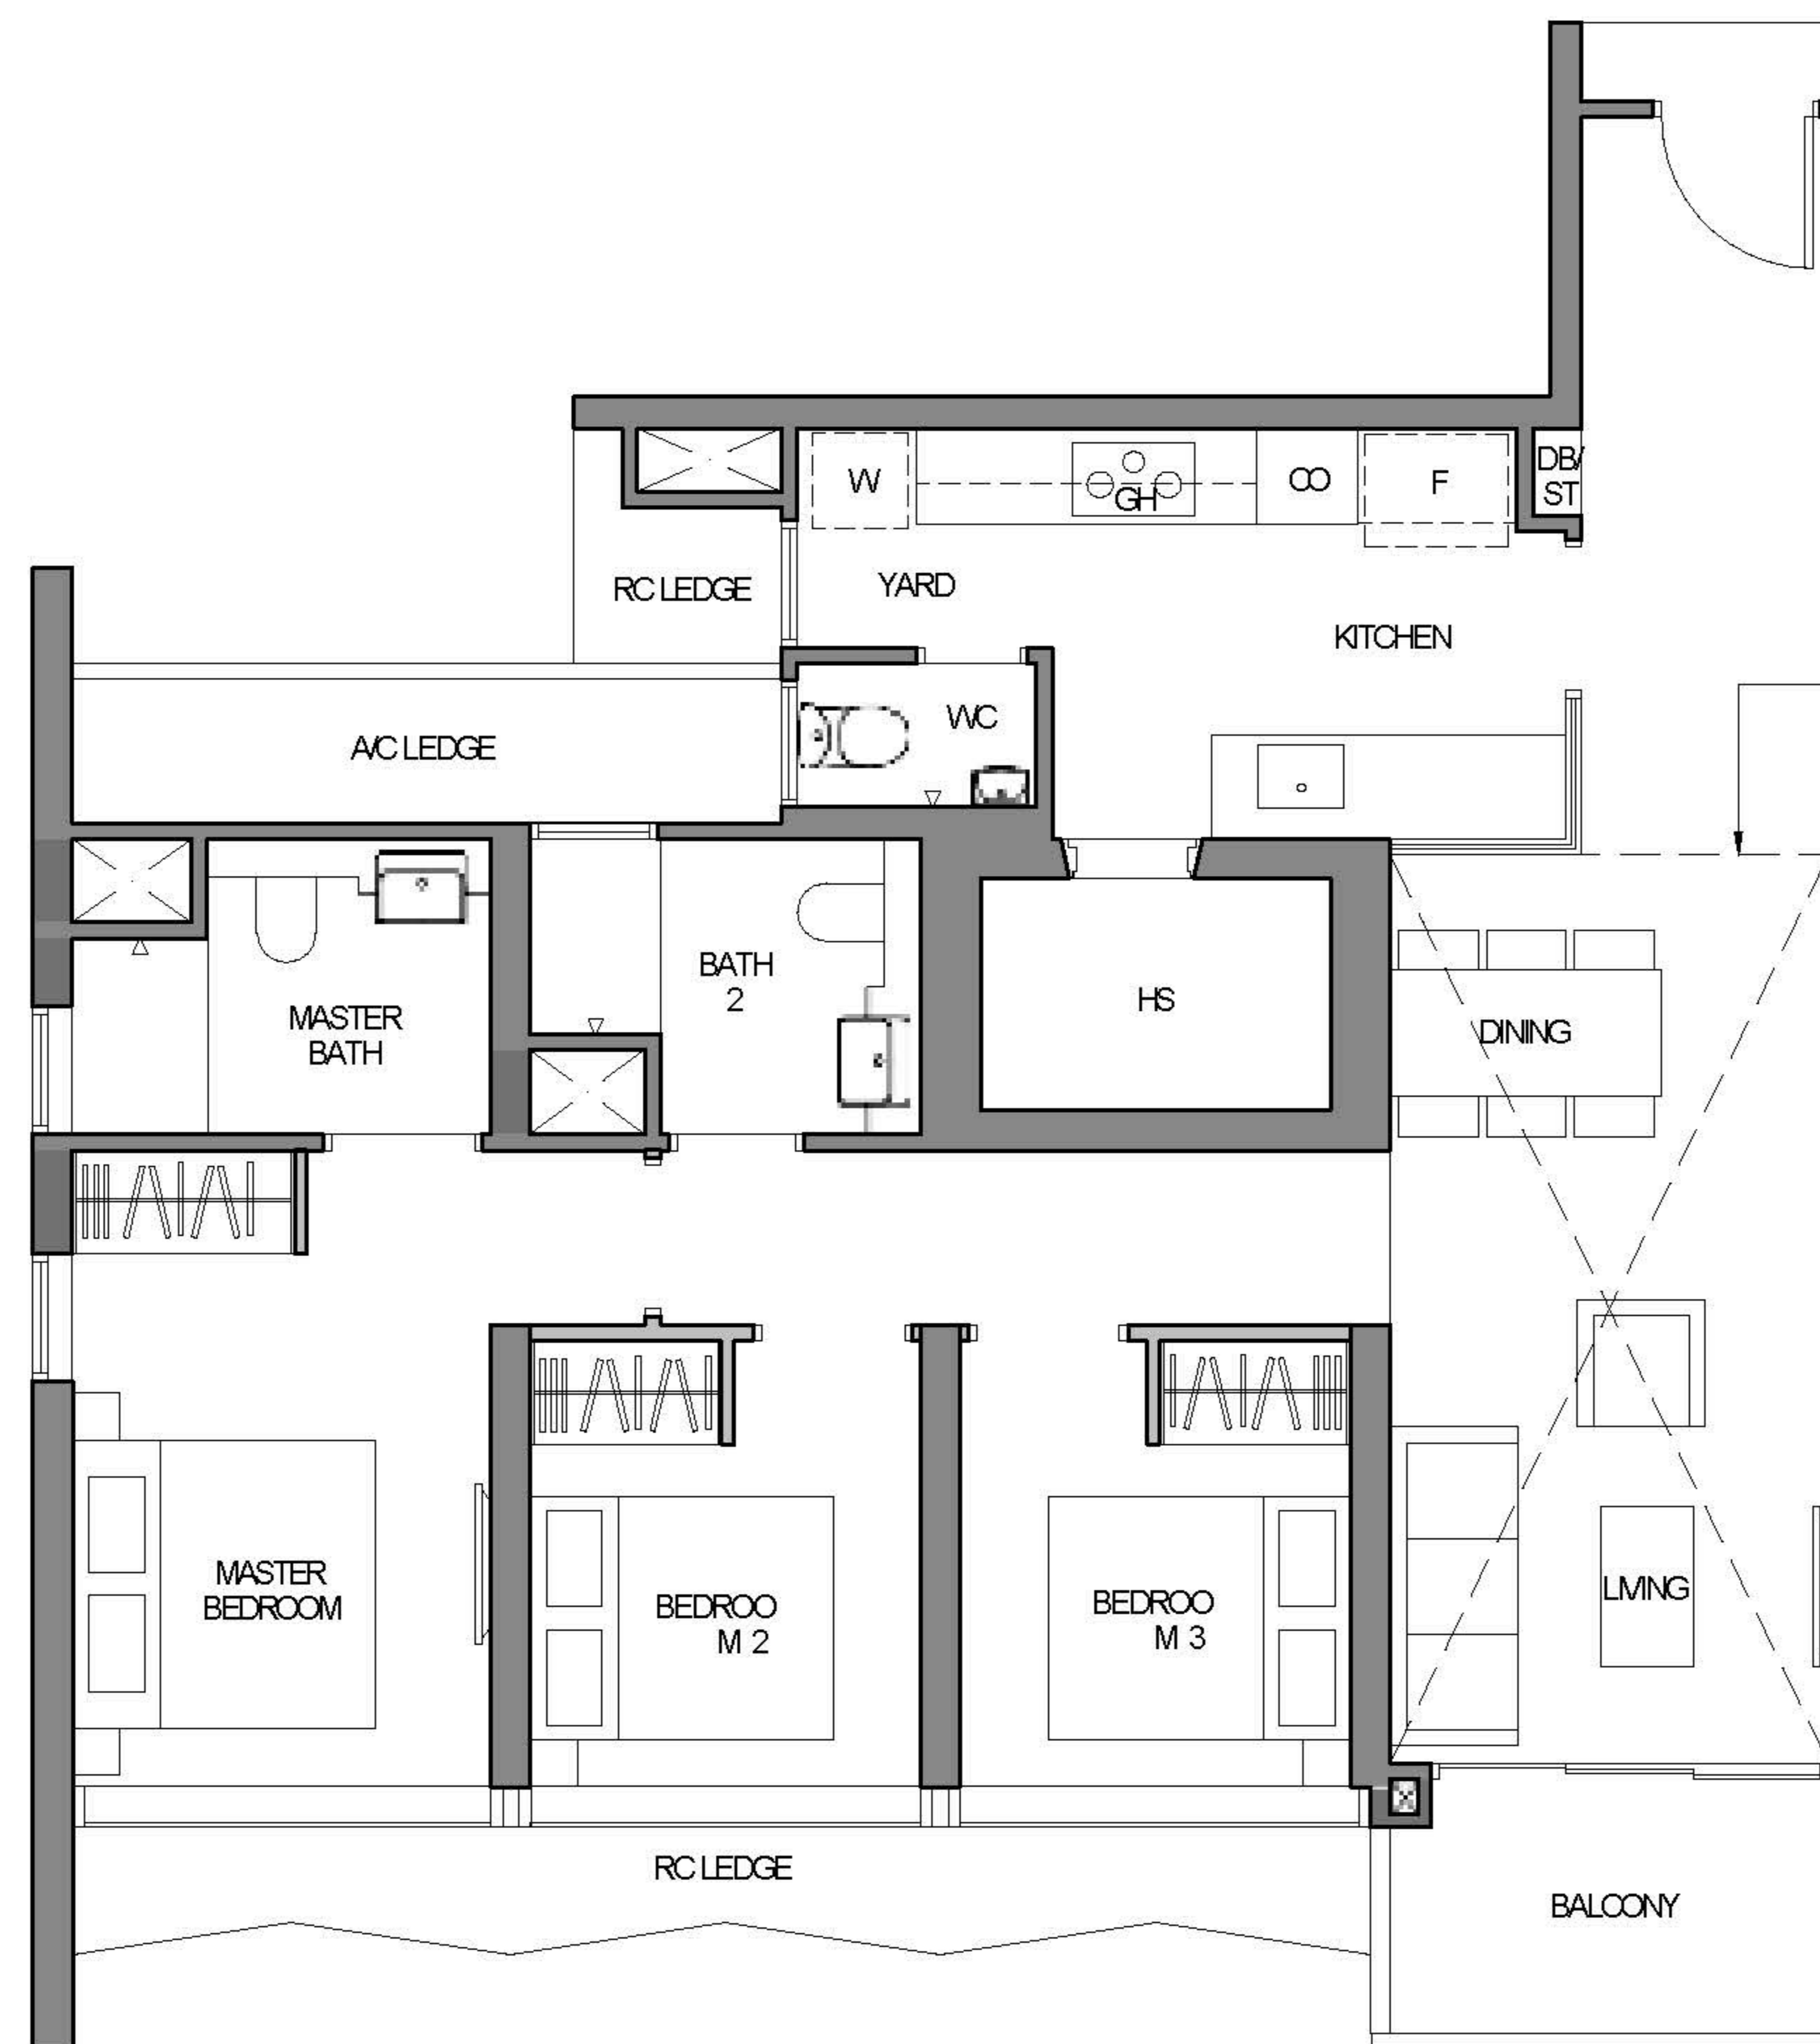 DB/
ST
W
GH
CO
F
RC LEDGE
YARD
KITCHEN
WC
A/C LEDGE
BATH
2
HS
MASTER
BATH
DINING
MASTER
BEDROOM
BEDROO
M 2
BEDROO
M 3
LIVING
RC LEDGE
BALCONY